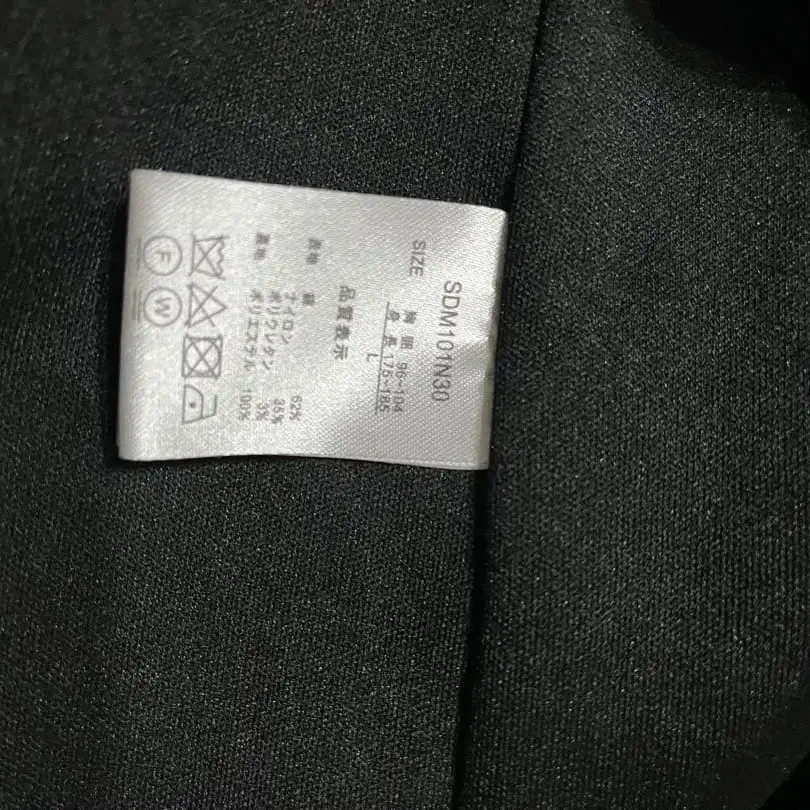 SDM101N30
SIZE
胸 囲 96~104
身 長 175~185
L
品質表示
表地 綿 62%
ナイロン 35%
ポリウレタン 3%
裏地 ポリエステル 100%
F W